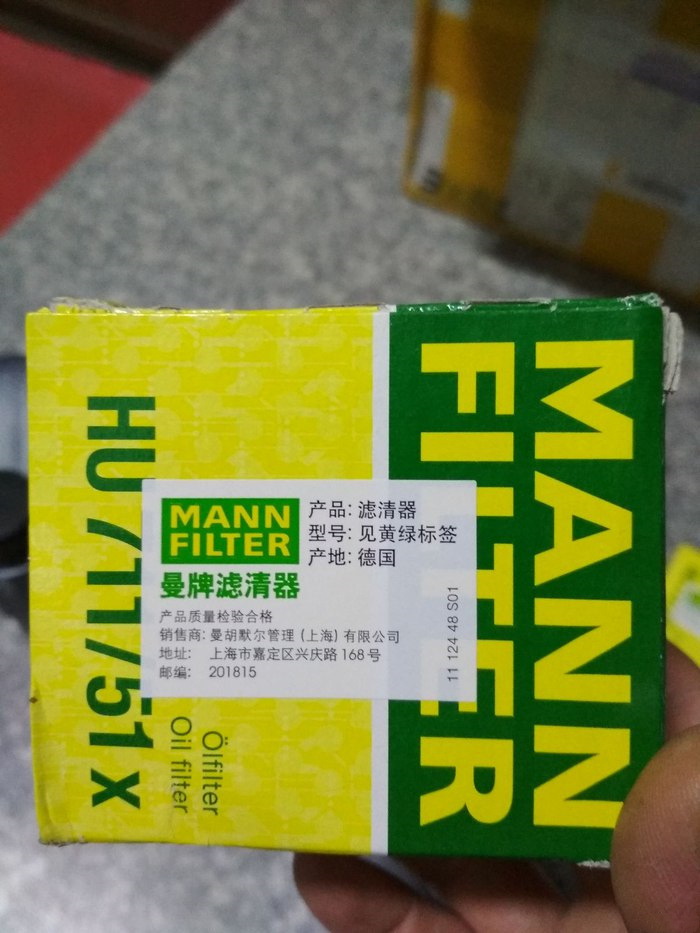 MANN
FILTER
HU 711/51 x
Ölfilter
Oil filter
MANN
FILTER
曼牌滤清器
产品: 滤清器
型号: 见黄绿标签
产地: 德国
产品质量检验合格
销售商: 曼胡默尔管理 (上海) 有限公司
地址: 上海市嘉定区兴庆路168号
邮编: 201815
11 124 48 S01